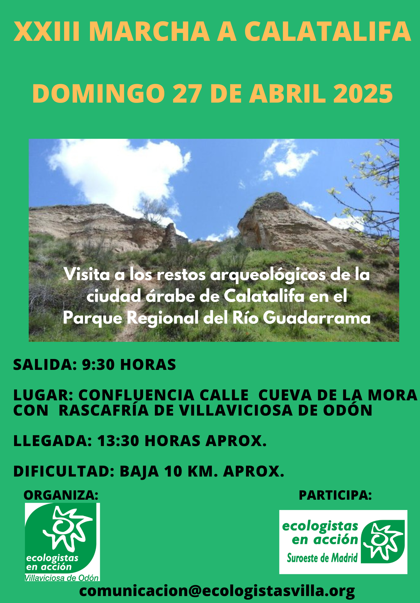 XXIII MARCHA A CALATALIFA
DOMINGO 27 DE ABRIL 2025
Visita a los restos arqueológicos de la
ciudad árabe de Calatalifa en el
Parque Regional del Río Guadarrama
SALIDA: 9:30 HORAS
LUGAR: CONFLUENCIA CALLE CUEVA DE LA MORA
CON RASCAFRÍA DE VILLAVICIOSA DE ODÓN
LLEGADA: 13:30 HORAS APROX.
DIFICULTAD: BAJA 10 KM. APROX.
ORGANIZA:
ecologistas
en acción
Villaviciosa de Odón
PARTICIPA:
ecologistas
en acción
Suroeste de Madrid
comunicacion@ecologistasvilla.org